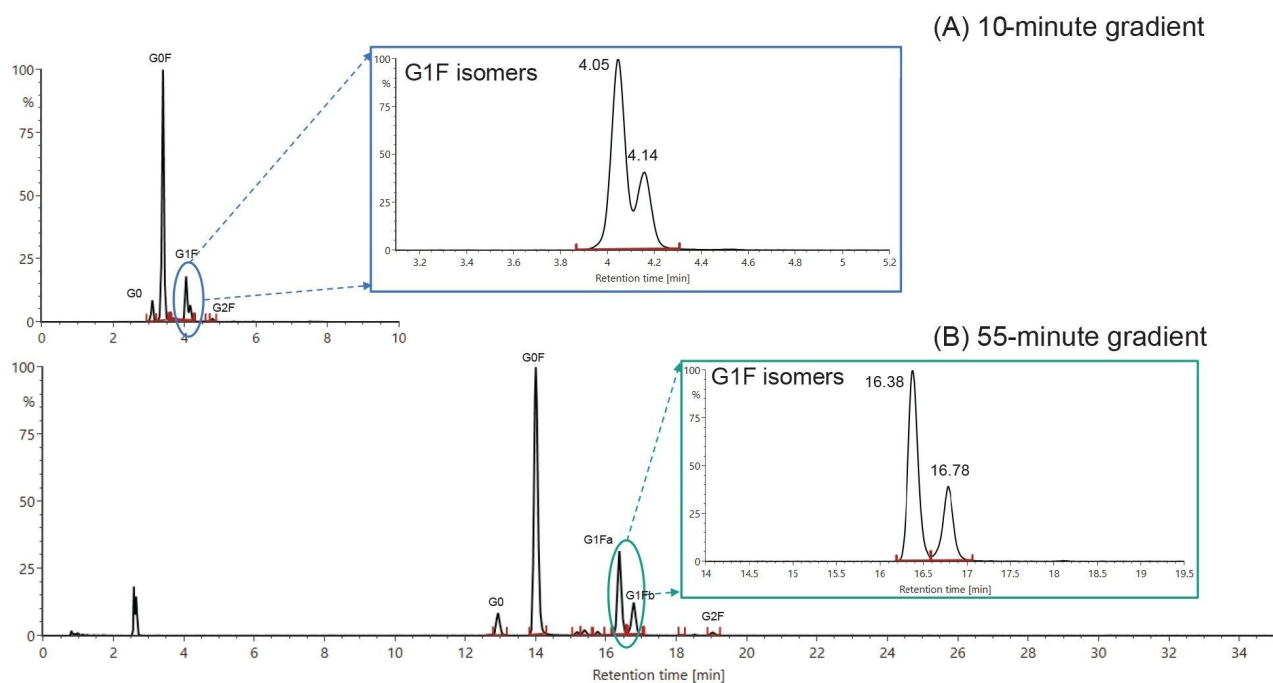 (A) 10-minute gradient
G0F
100
%
75
50
25
0
G0
G1F
G2F
0 2 4 6 8 10
G1F isomers
100
%
75
50
25
0
4.05
4.14
3.2 3.4 3.6 3.8 4 4.2 4.4 4.6 4.8 5 5.2
Retention time [min]
(B) 55-minute gradient
G0F
100
%
75
50
25
0
G0
G1Fa
G1Fb
G2F
0 2 4 6 8 10 12 14 16 18 20 22 24 26 28 30 32 34
Retention time [min]
G1F isomers
100
%
75
50
25
0
16.38
16.78
14 14.5 15 15.5 16 16.5 17 17.5 18 18.5 19 19.5
Retention time [min]